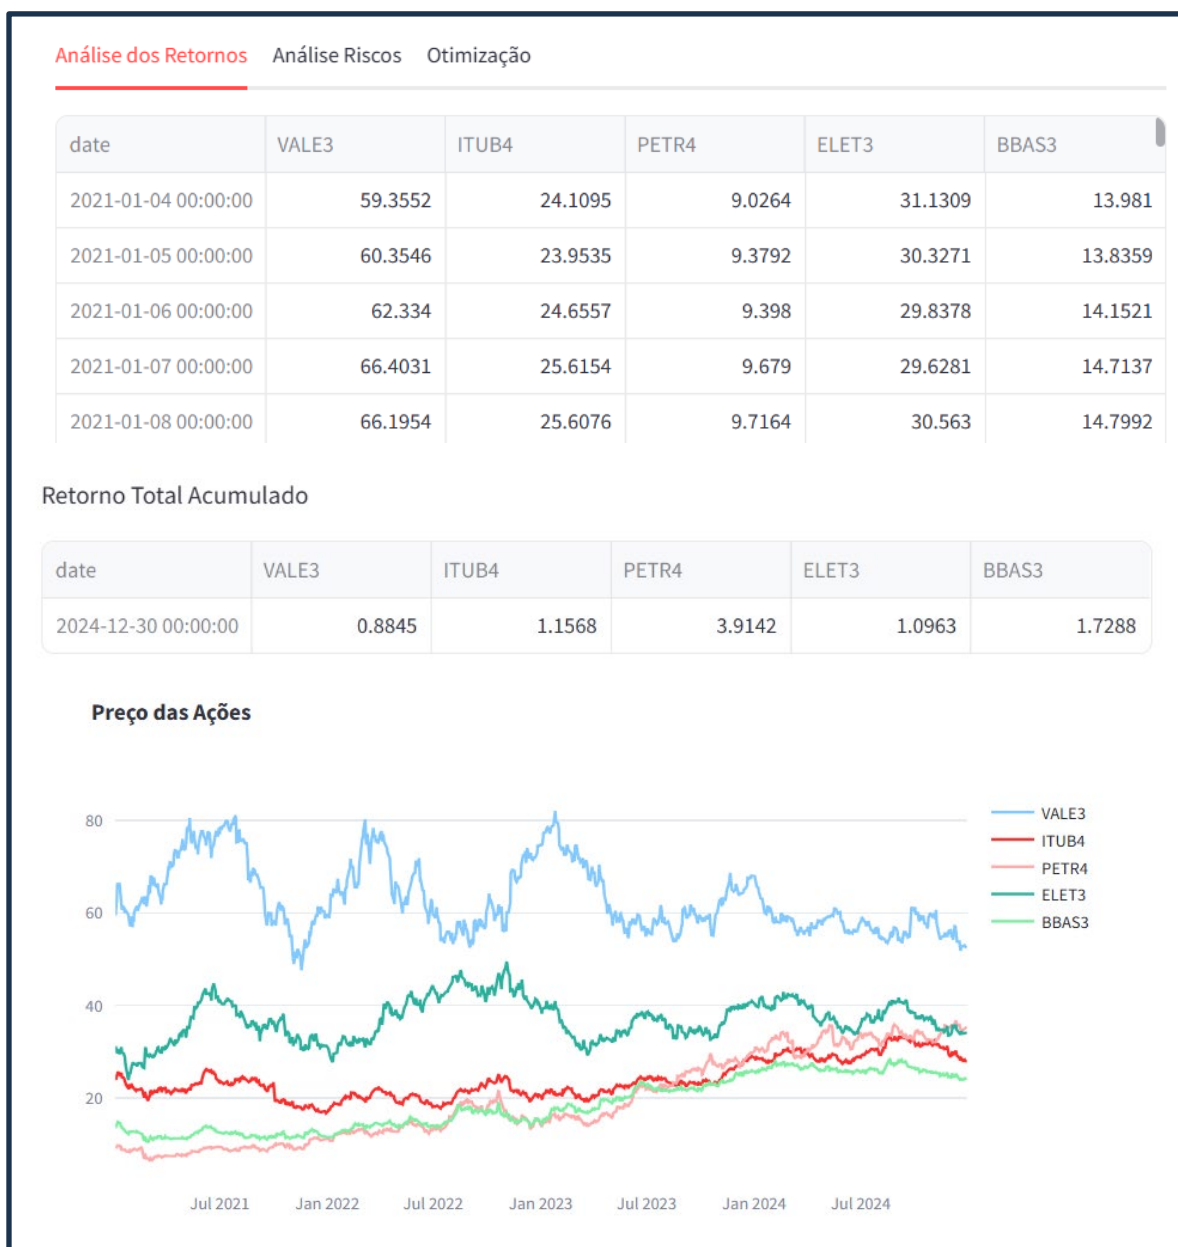 Análise dos Retornos Análise Riscos Otimização
date VALE3 ITUB4 PETR4 ELET3 BBAS3
2021-01-04 00:00:00 59.3552 24.1095 9.0264 31.1309 13.981
2021-01-05 00:00:00 60.3546 23.9535 9.3792 30.3271 13.8359
2021-01-06 00:00:00 62.334 24.6557 9.398 29.8378 14.1521
2021-01-07 00:00:00 66.4031 25.6154 9.679 29.6281 14.7137
2021-01-08 00:00:00 66.1954 25.6076 9.7164 30.563 14.7992
Retorno Total Acumulado
date VALE3 ITUB4 PETR4 ELET3 BBAS3
2024-12-30 00:00:00 0.8845 1.1568 3.9142 1.0963 1.7288
Preço das Ações
80
60
40
20
VALE3
ITUB4
PETR4
ELET3
BBAS3
Jul 2021 Jan 2022 Jul 2022 Jan 2023 Jul 2023 Jan 2024 Jul 2024